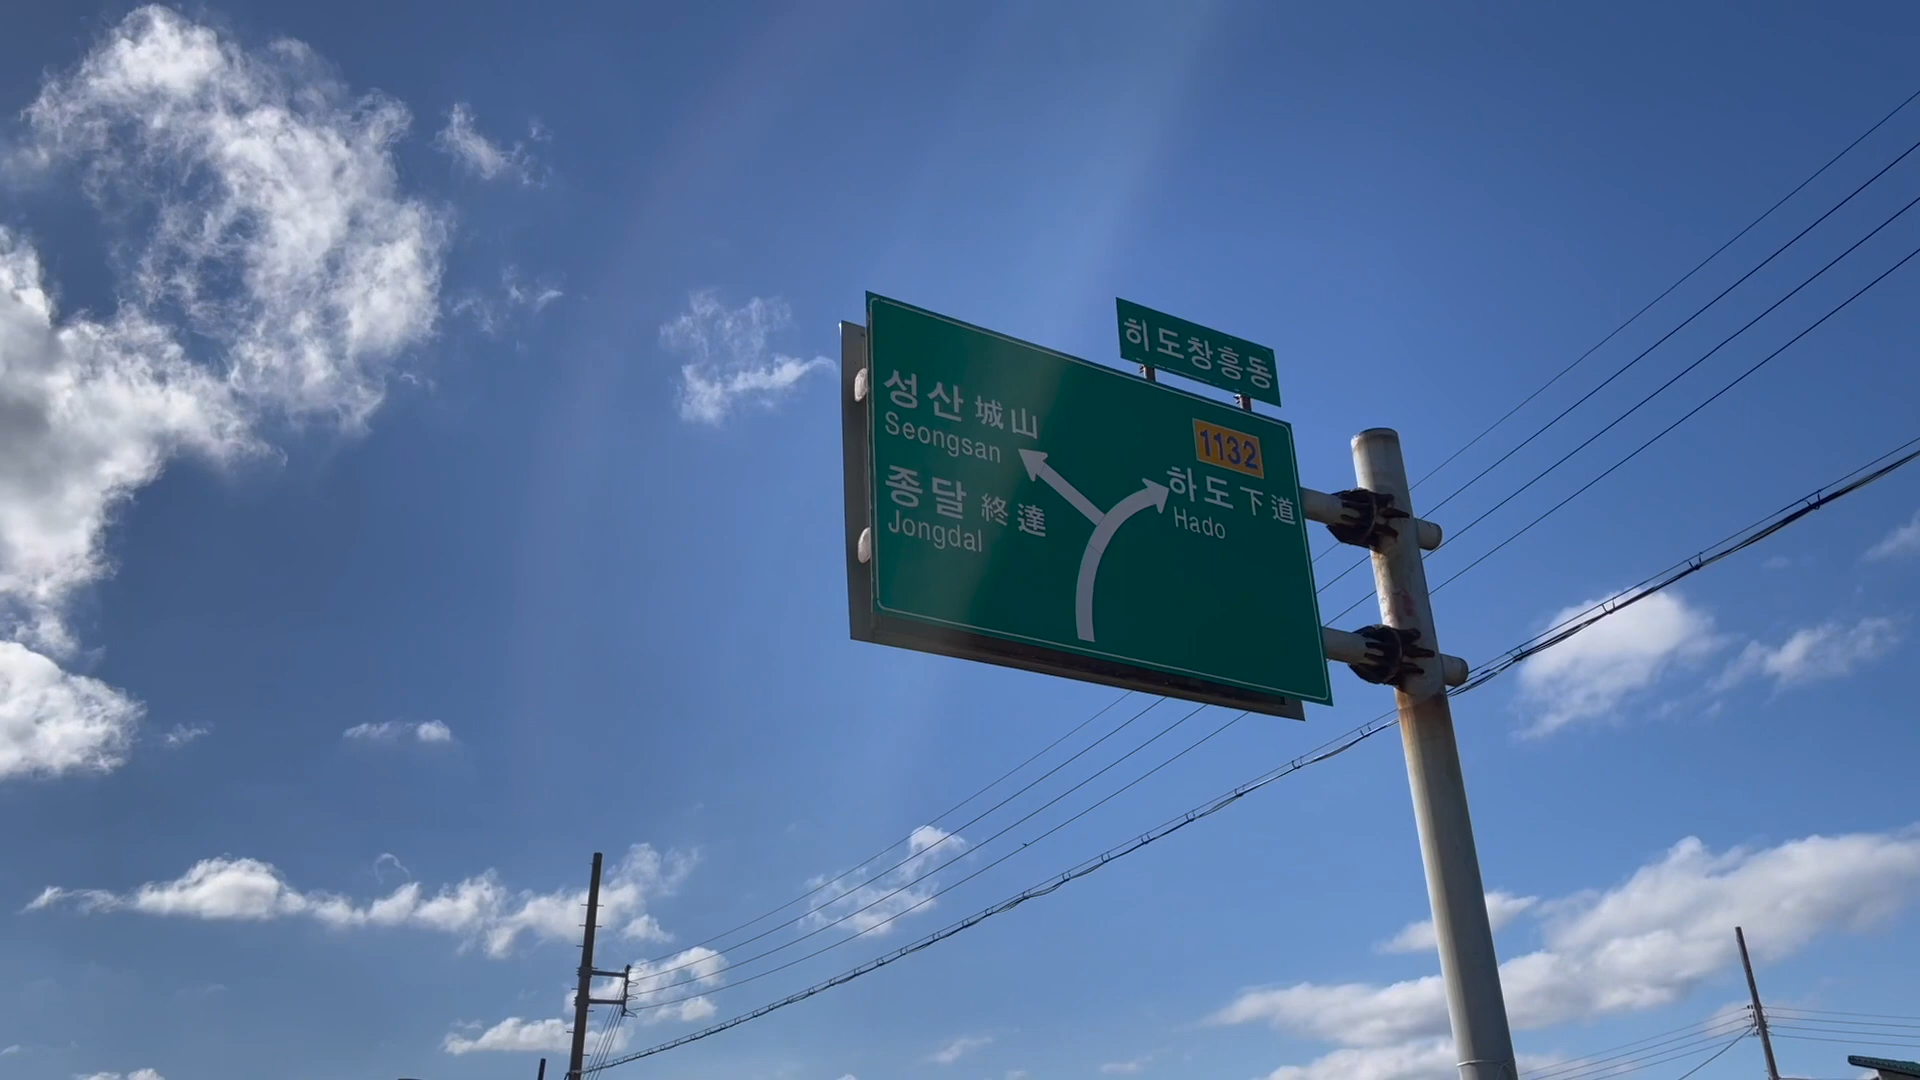 히도창흥동
성산 城山
Seongsan
종달 終達
Jongdal
1132
하도 下道
Hado